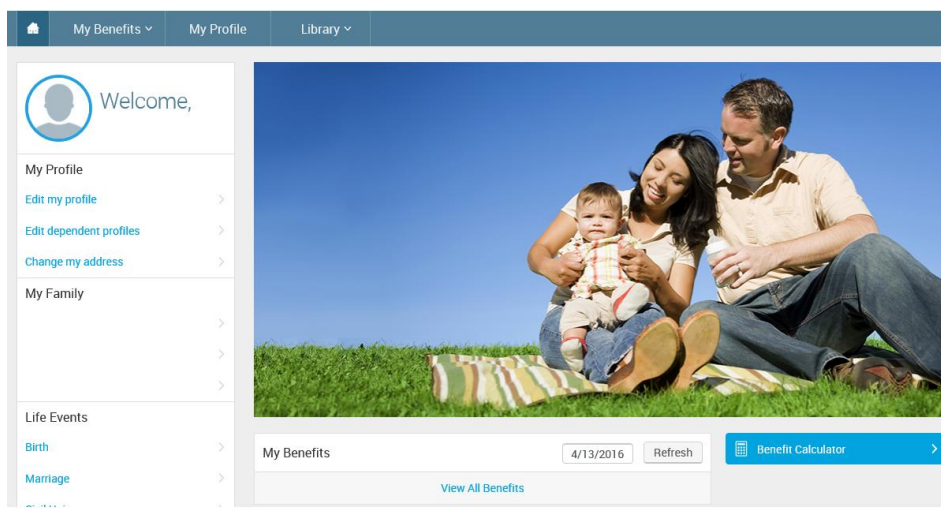 My Benefits
My Profile
Library
Welcome,
My Profile
Edit my profile
Edit dependent profiles
Change my address
My Family
Life Events
Birth
Marriage
My Benefits
4/13/2016
Refresh
View All Benefits
Benefit Calculator